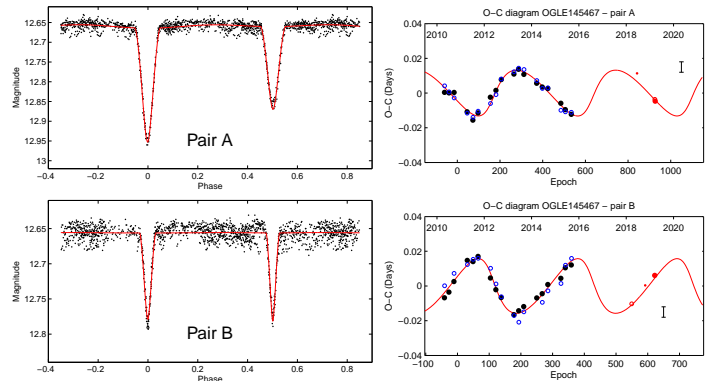 12.65
12.7
12.75
12.8
12.85
12.9
12.95
13
Magnitude
Pair A
−0.4 −0.2 0 0.2 0.4 0.6 0.8
Phase
O−C diagram OGLE145467 − pair A
2010 2012 2014 2016 2018 2020
0.04
0.02
0
−0.02
−0.04
O−C (Days)
0 200 400 600 800 1000
Epoch
12.65
12.7
12.75
12.8
Magnitude
Pair B
−0.4 −0.2 0 0.2 0.4 0.6 0.8
Phase
O−C diagram OGLE145467 − pair B
2010 2012 2014 2016 2018 2020
0.04
0.02
0
−0.02
−0.04
O−C (Days)
−100 0 100 200 300 400 500 600 700
Epoch